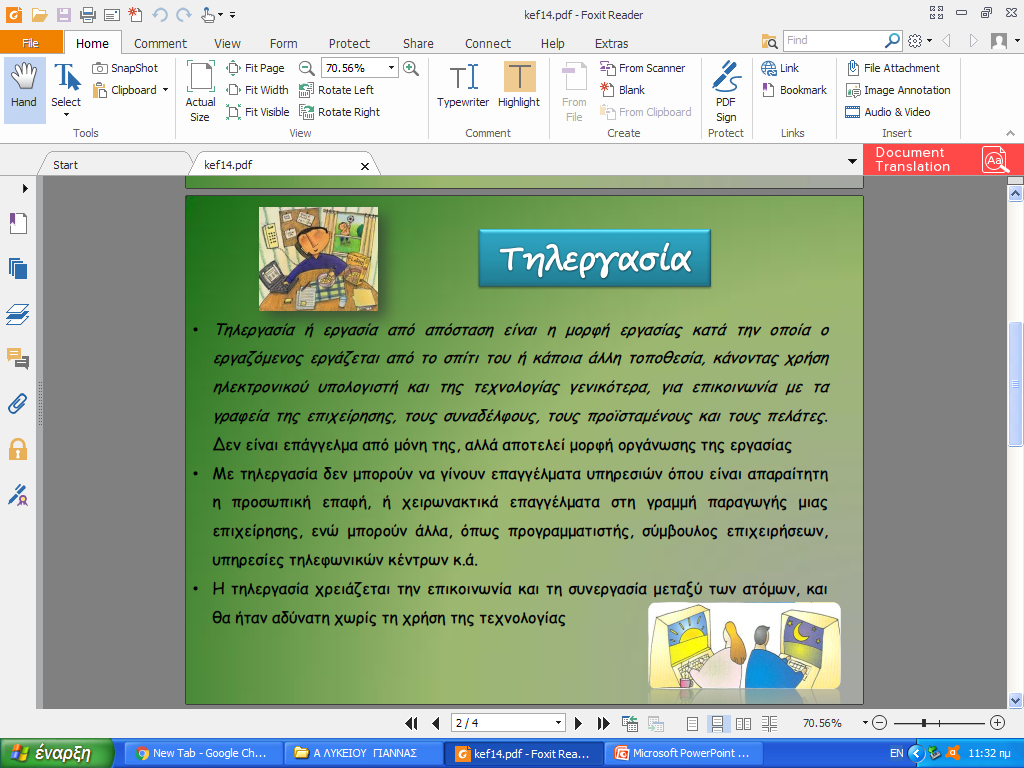 kef14.pdf - Foxit Reader
File Home Comment View Form Protect Share Connect Help Extras
Find
Hand
Select
SnapShot
Clipboard
Tools
Actual Size
Fit Page
Fit Width
Fit Visible
70.56%
Rotate Left
Rotate Right
View
Typewriter
Highlight
Comment
From File
From Scanner
Blank
From Clipboard
Create
PDF Sign
Protect
Link
Bookmark
Links
File Attachment
Image Annotation
Audio & Video
Insert
Start
kef14.pdf
Document
Translation
Aa
Τηλεργασία
• Τηλεργασία ή εργασία από απόσταση είναι η μορφή εργασίας κατά την οποία ο
εργαζόμενος εργάζεται από το σπίτι του ή κάποια άλλη τοποθεσία, κάνοντας χρήση
ηλεκτρονικού υπολογιστή και της τεχνολογίας γενικότερα, για επικοινωνία με τα
γραφεία της επιχείρησης, τους συναδέλφους, τους προϊσταμένους και τους πελάτες.
Δεν είναι επάγγελμα από μόνη της, αλλά αποτελεί μορφή οργάνωσης της εργασίας
• Με τηλεργασία δεν μπορούν να γίνουν επαγγέλματα υπηρεσιών όπου είναι απαραίτητη
η προσωπική επαφή, ή χειρωνακτικά επαγγέλματα στη γραμμή παραγωγής μιας
επιχείρησης, ενώ μπορούν άλλα, όπως προγραμματιστής, σύμβουλος επιχειρήσεων,
υπηρεσίες τηλεφωνικών κέντρων κ.ά.
• Η τηλεργασία χρειάζεται την επικοινωνία και τη συνεργασία μεταξύ των ατόμων, και
θα ήταν αδύνατη χωρίς τη χρήση της τεχνολογίας
2 / 4
70.56%
έναρξη
New Tab - Google Ch...
Α ΛΥΚΕΙΟΥ ΓΙΑΝΝΑΣ
kef14.pdf - Foxit Rea...
Microsoft PowerPoint ...
EN
11:32 πμ